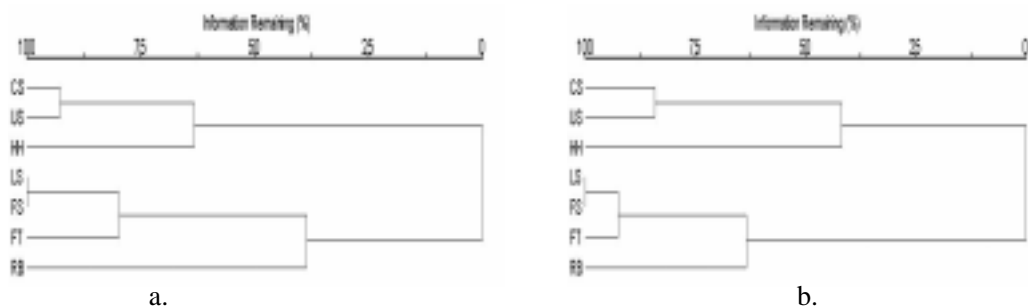 Information Remaining (%) Information Remaining (%)
100 75 50 25 0 100 75 50 25 0
CS CS
US US
HH HH
LS LS
FS FS
FT FT
RB RB
a. b.